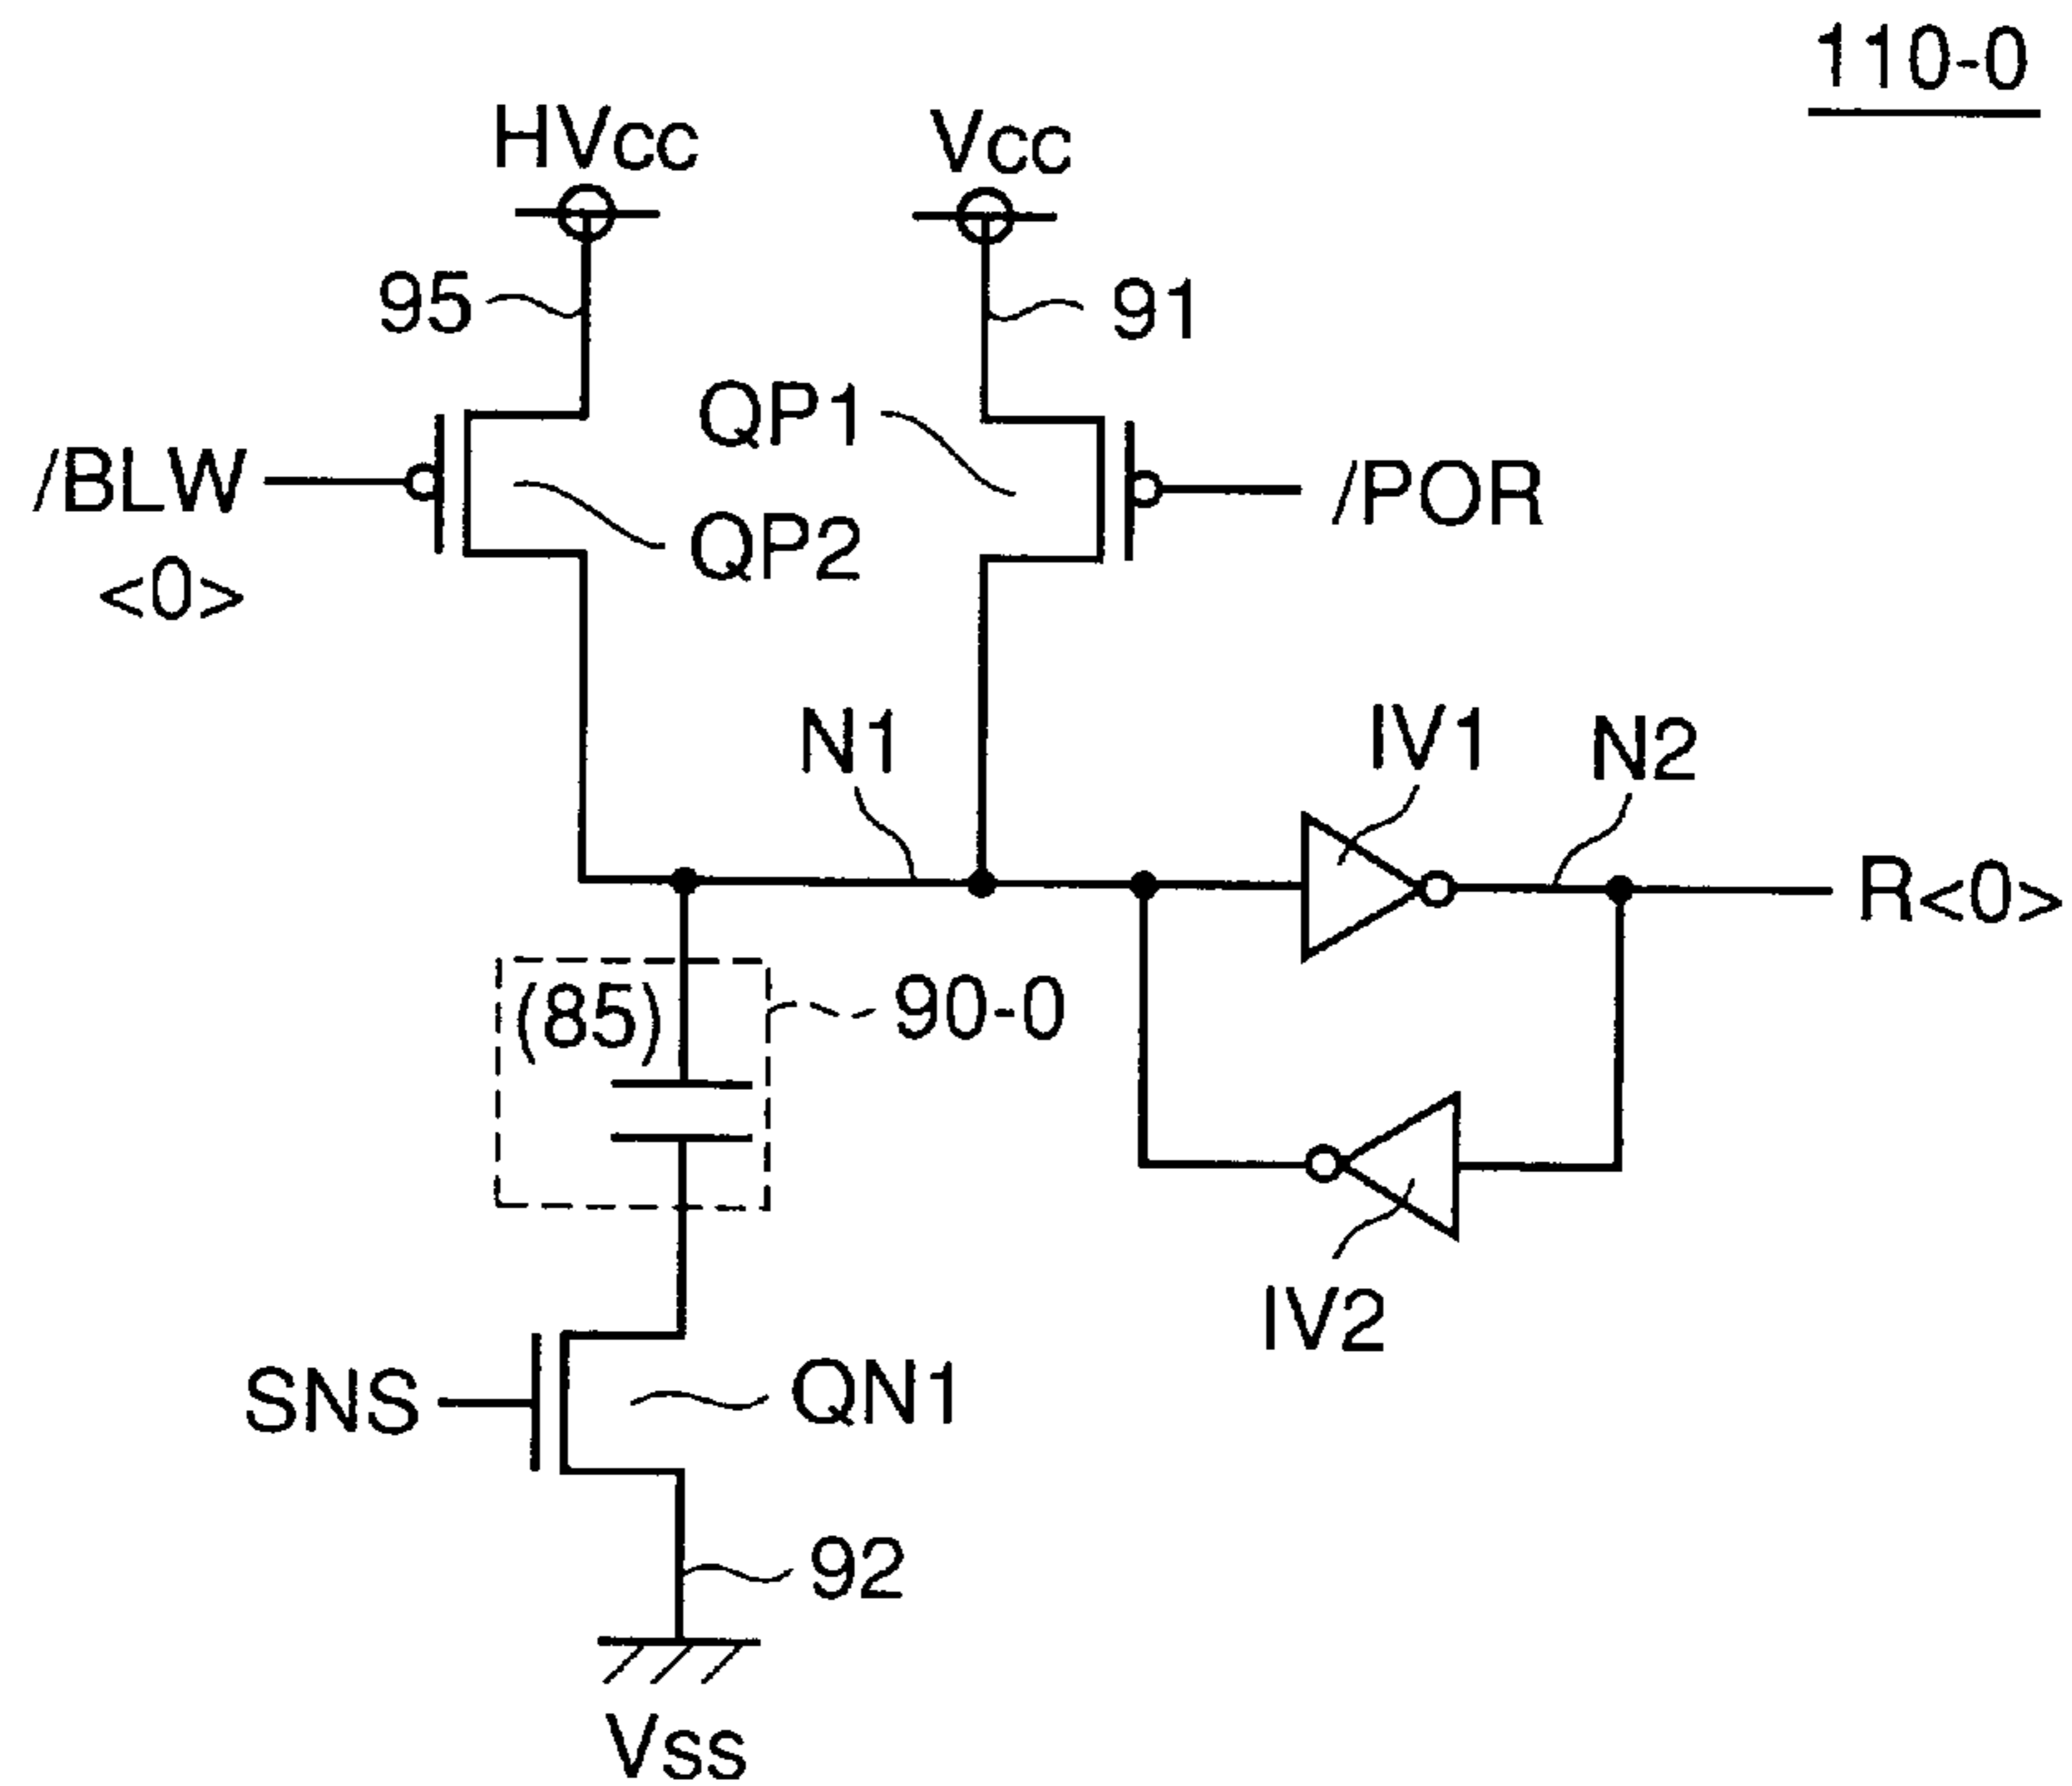 110-0
HVcc
Vcc
95
91
QP1
/BLW
<0>
/POR
QP2
N1
IV1
N2
R<0>
(85)
90-0
IV2
SNS
QN1
92
Vss